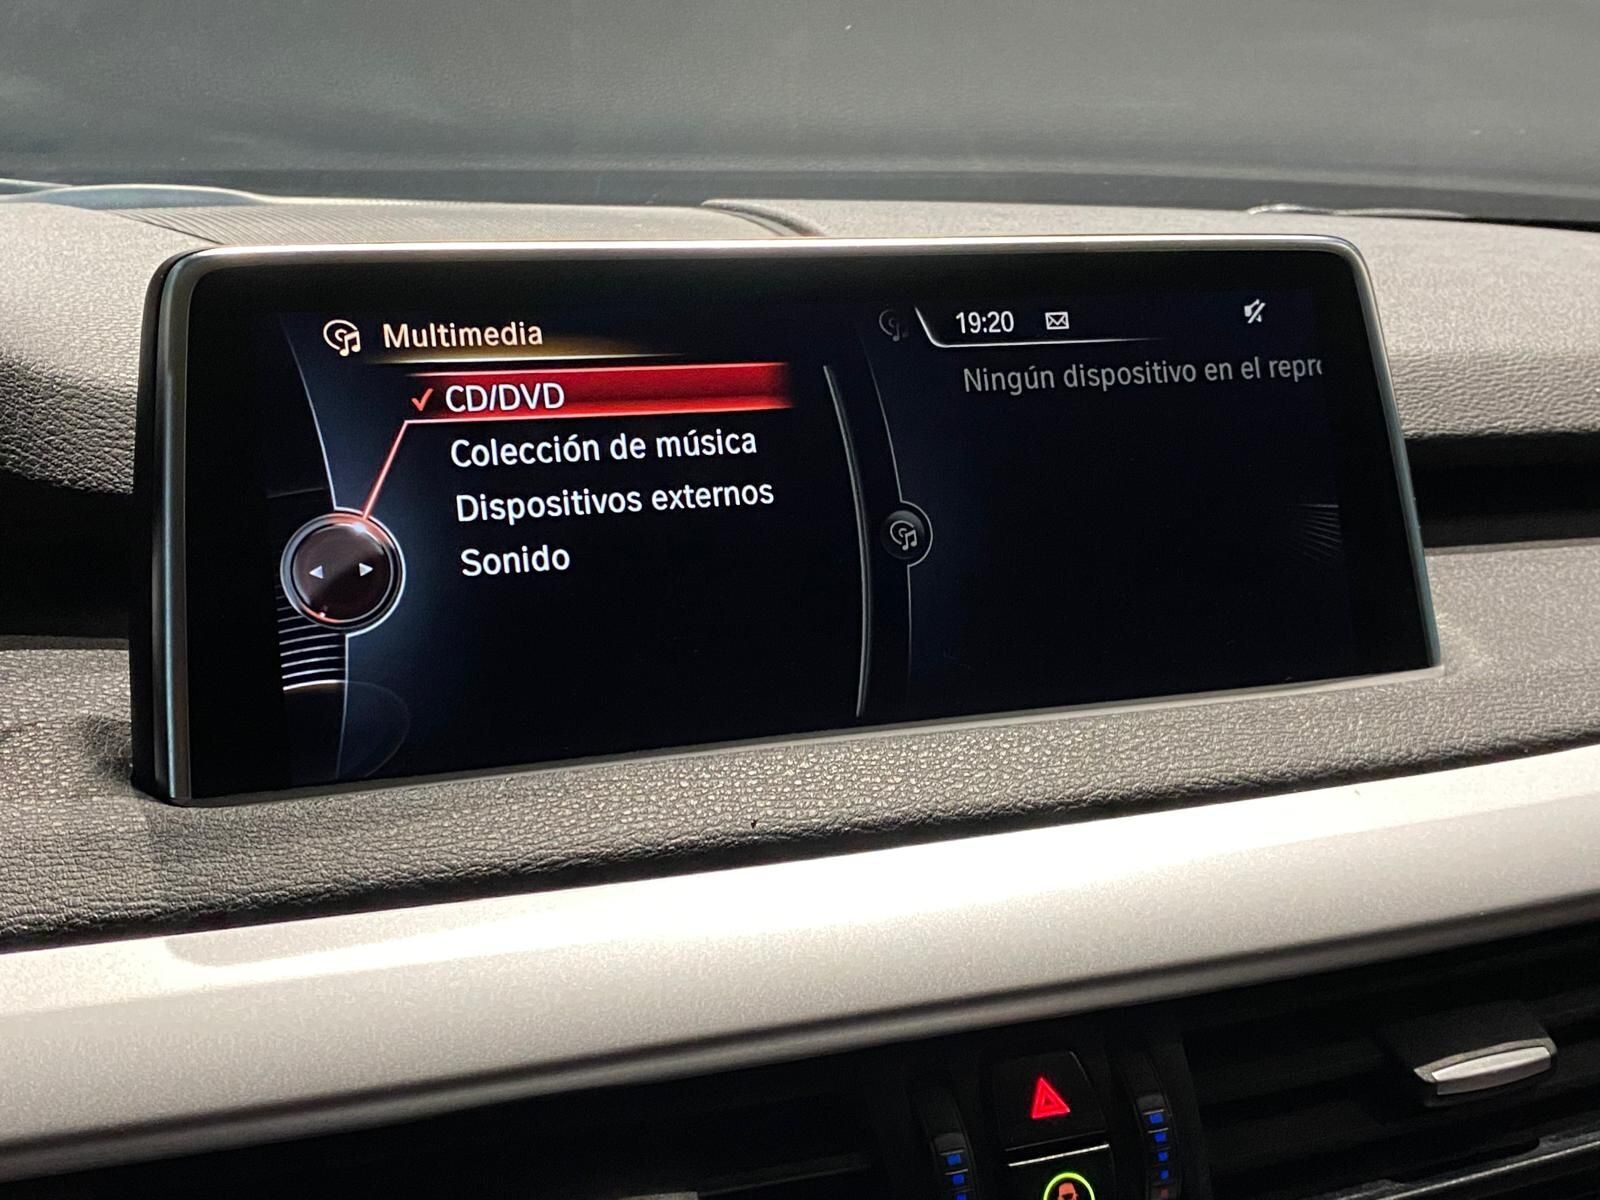 Multimedia
19:20
✓ CD/DVD
Colección de música
Dispositivos externos
Sonido
Ningún dispositivo en el repr